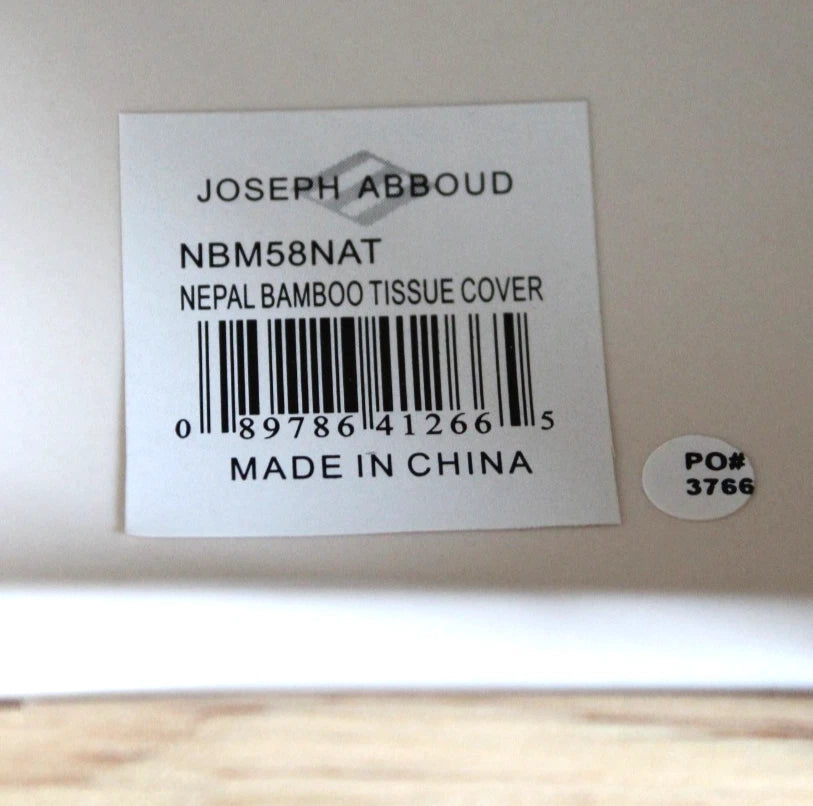 JOSEPH ABBOUD
NBM58NAT
NEPAL BAMBOO TISSUE COVER
0 89786 41266 5
MADE IN CHINA
PO#
3766